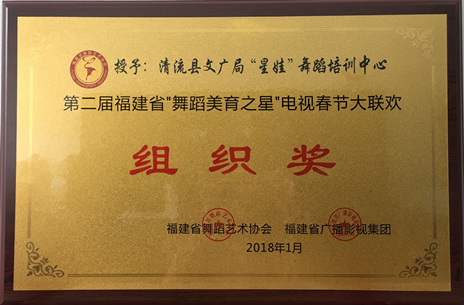 授予：清流县文广局“星娃”舞蹈培训中心
第二届福建省"舞蹈美育之星"电视春节大联欢
组织奖
福建省舞蹈艺术协会 福建省广播影视集团
2018年1月